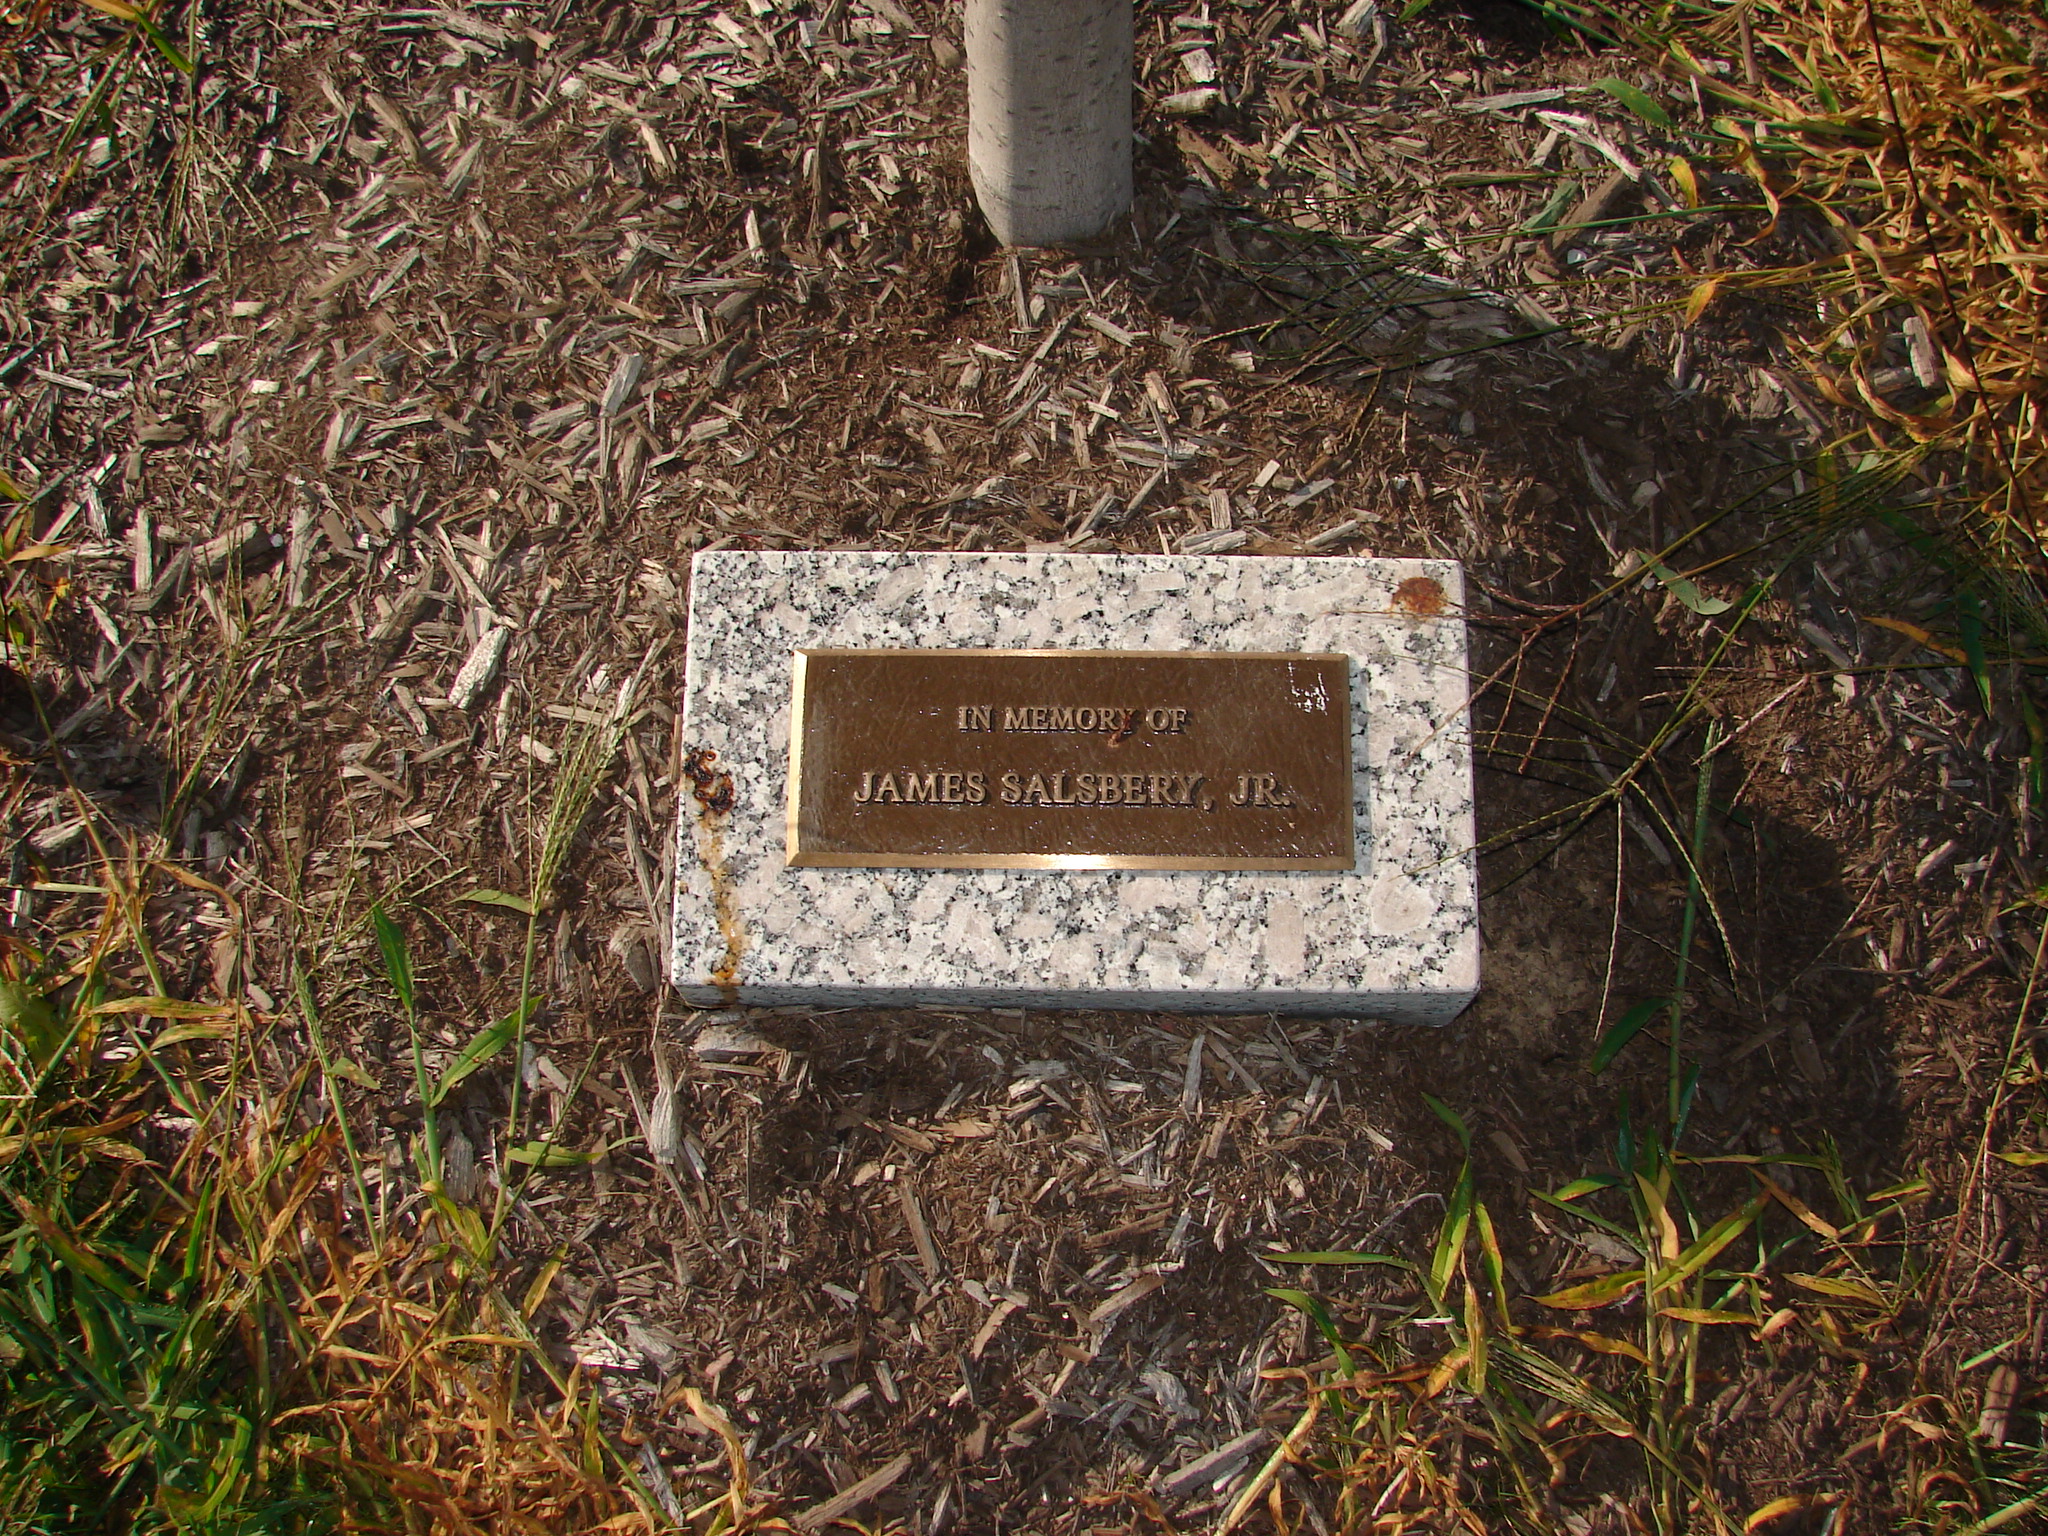 IN MEMORY OF
JAMES SALSBERY, JR.